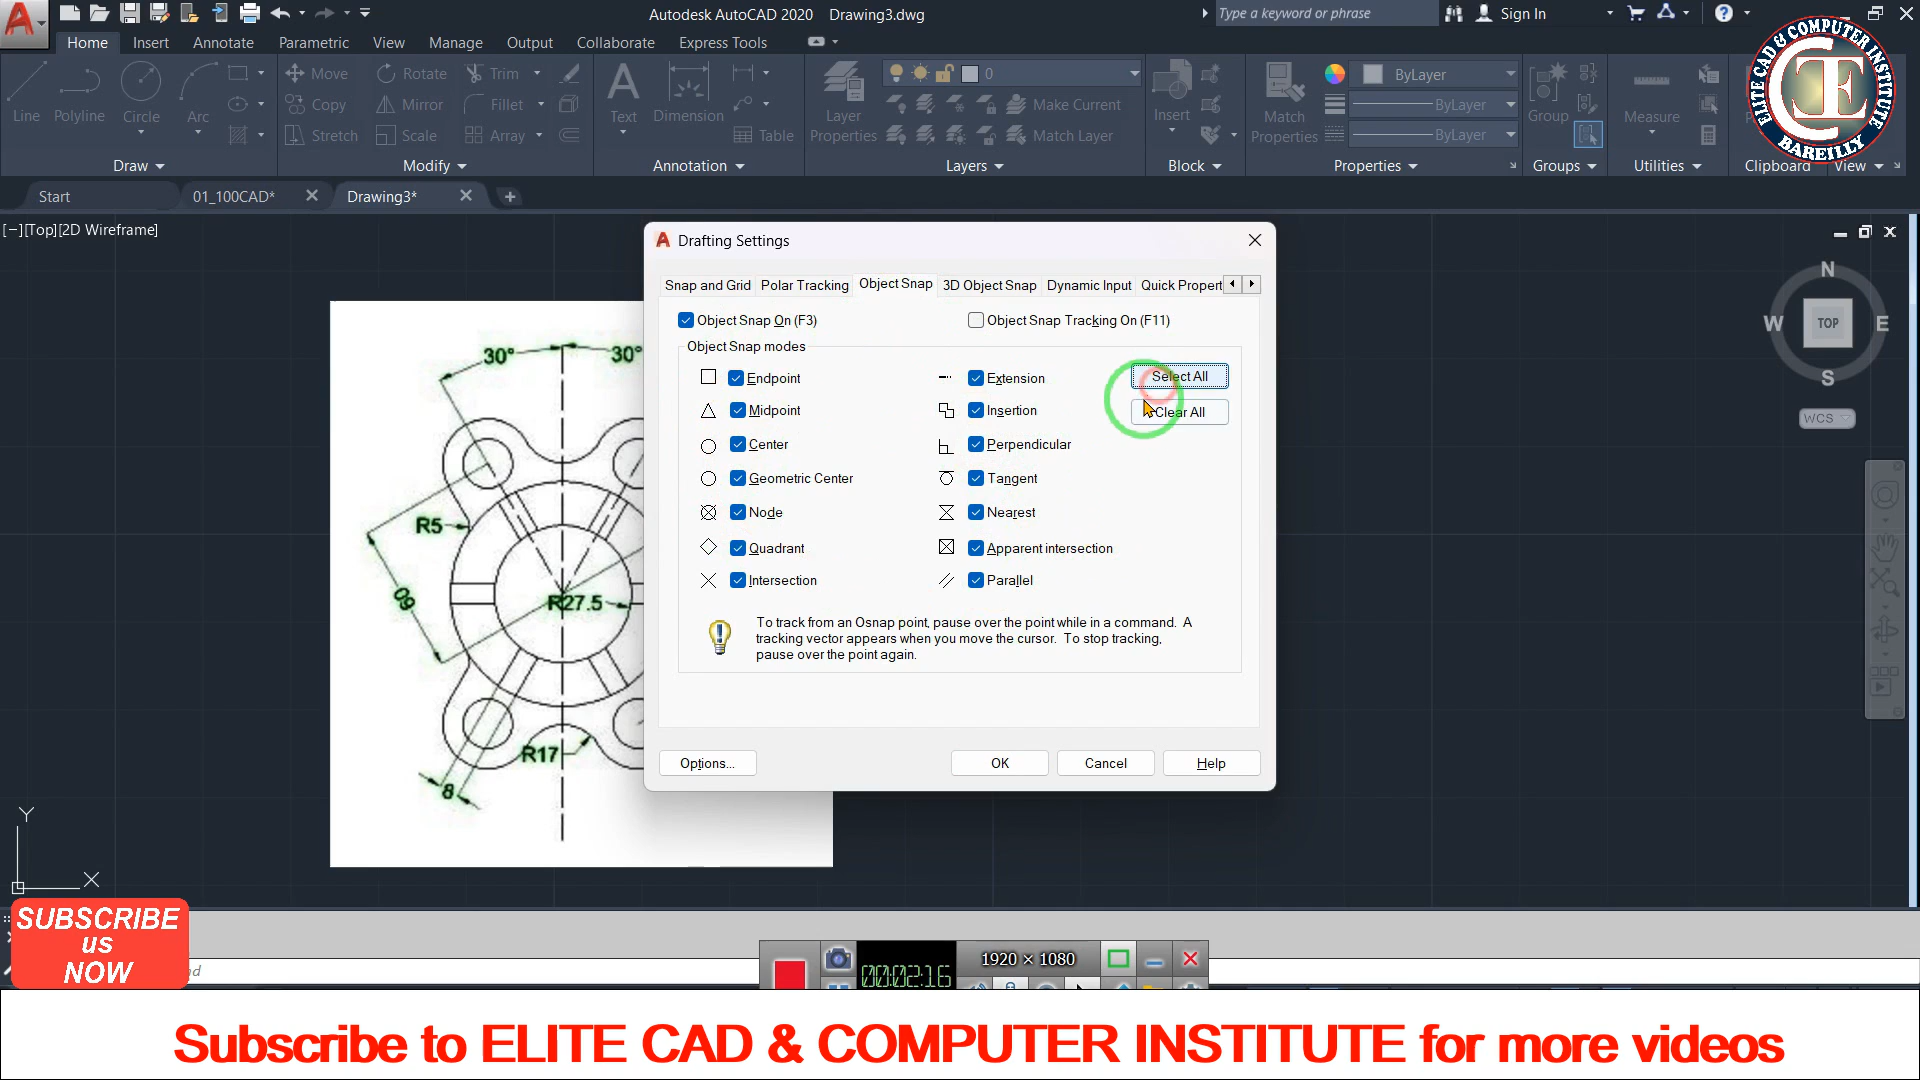 Autodesk AutoCAD 2020 Drawing3.dwg
Type a keyword or phrase
Sign In
Home Insert Annotate Parametric View Manage Output Collaborate Express Tools
Line Polyline Circle Arc
Move Rotate Trim
Copy Mirror Fillet
Stretch Scale Array
Text Dimension Table
Layer Properties
0
Make Current
Match Layer
Insert
Match Properties
ByLayer
ByLayer
ByLayer
Group
Measure
Draw Modify Annotation Layers Block Properties Groups Utilities Clipboard View
ELITE CAD & COMPUTER INSTITUTE
BAREILLY
Start 01_100CAD* Drawing3*
[−][Top][2D Wireframe]
Drafting Settings
Snap and Grid Polar Tracking Object Snap 3D Object Snap Dynamic Input Quick Propert
Object Snap On (F3) Object Snap Tracking On (F11)
Object Snap modes
Endpoint Extension Select All
Midpoint Insertion Clear All
Center Perpendicular
Geometric Center Tangent
Node Nearest
Quadrant Apparent intersection
Intersection Parallel
To track from an Osnap point, pause over the point while in a command. A
tracking vector appears when you move the cursor. To stop tracking,
pause over the point again.
Options... OK Cancel Help
30° 30°
R5
60
R27.5
R17
8
N
W TOP E
S
WCS
Y
X
SUBSCRIBE
us
NOW
1920 × 1080
00:02:16
Subscribe to ELITE CAD & COMPUTER INSTITUTE for more videos